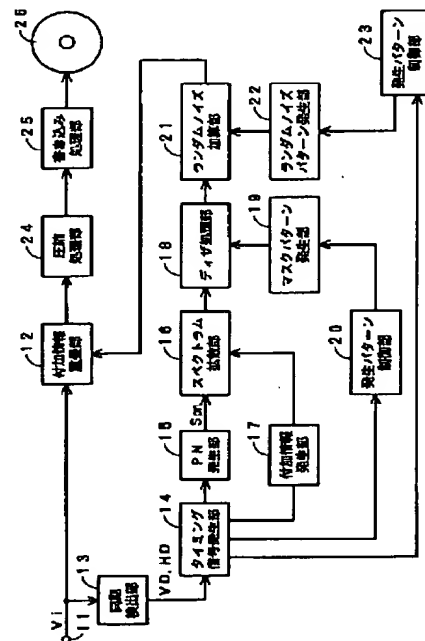 26
25
書き込み
処理部
24
圧縮
処理部
12
付加情報
重畳部
Vi
11
13
同期
検出部
VD,HD
14
タイミング
信号発生部
15
PN
発生部
Sm
16
スペクトラム
拡散部
17
付加情報
発生部
18
ディザ処理部
19
マスクパターン
発生部
20
発生パターン
制御部
21
ランダムノイズ
加算部
22
ランダムノイズ
パターン発生部
23
発生パターン
制御部